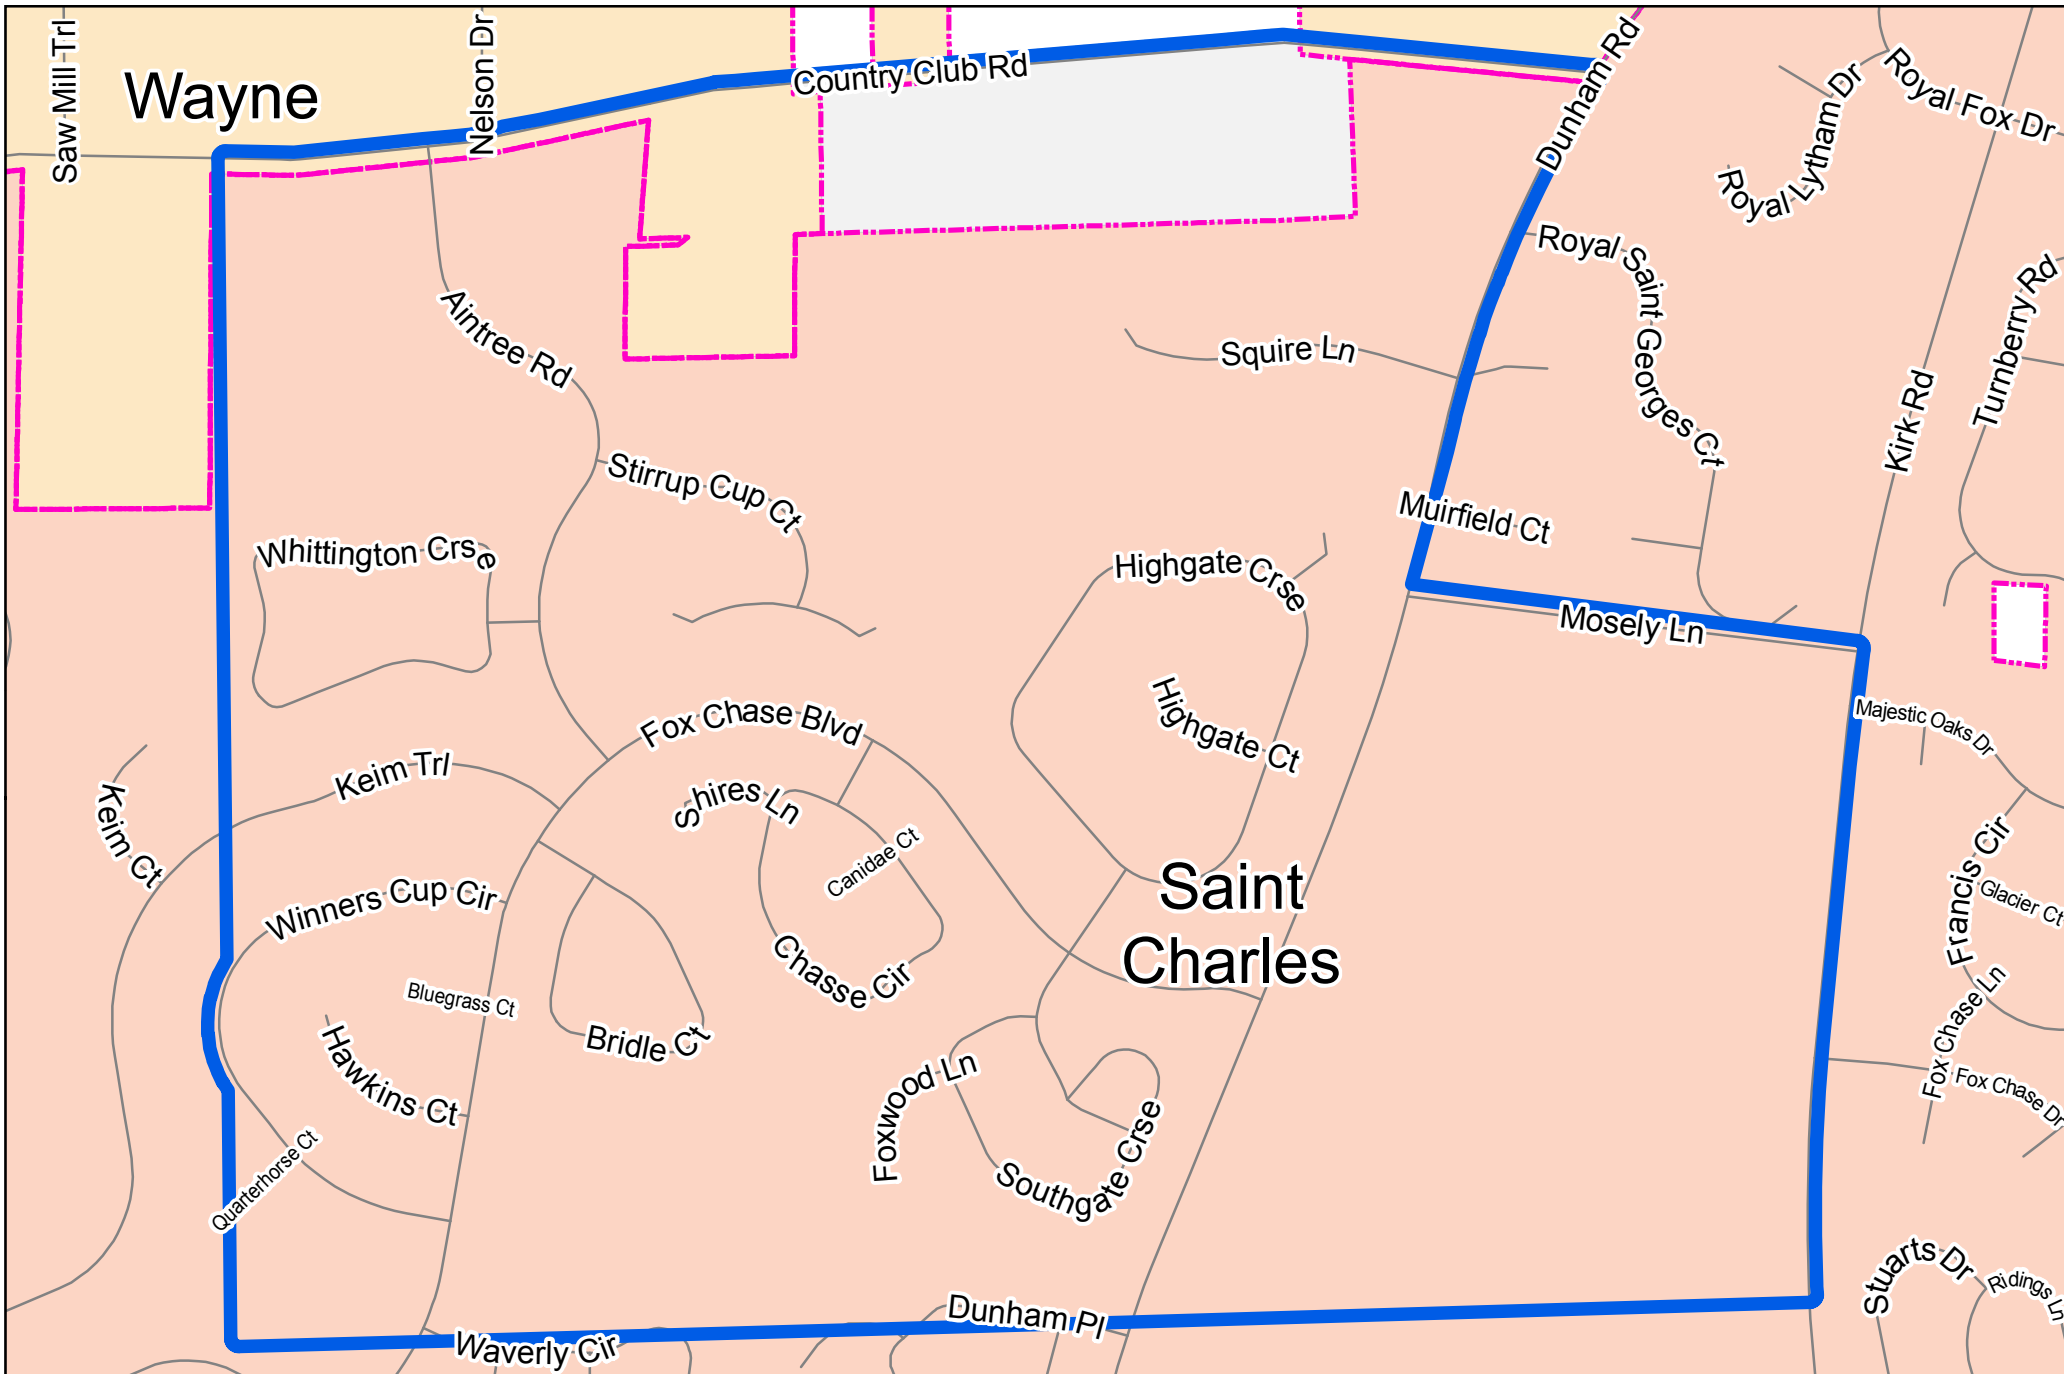 Saw Mill Trl
Wayne
Nelson Dr
Country Club Rd
Dunham Rd
Royal Fox Dr
Royal Lytham Dr
Royal Saint Georges Ct
Turnberry Rd
Aintree Rd
Squire Ln
Kirk Rd
Stirrup Cup Ct
Muirfield Ct
Whittington Crse
Highgate Crse
Mosely Ln
Highgate Ct
Majestic Oaks Dr
Fox Chase Blvd
Keim Trl
Shires Ln
Keim Ct
Canidae Ct
Francis Cir
Winners Cup Cir
Saint
Charles
Glacier Ct
Chasse Cir
Bluegrass Ct
Fox Chase Ln
Bridle Ct
Hawkins Ct
Foxwood Ln
Fox Chase Dr
Quarterhorse Ct
Southgate Crse
Stuarts Dr
Ridings Ln
Dunham Pl
Waverly Cir